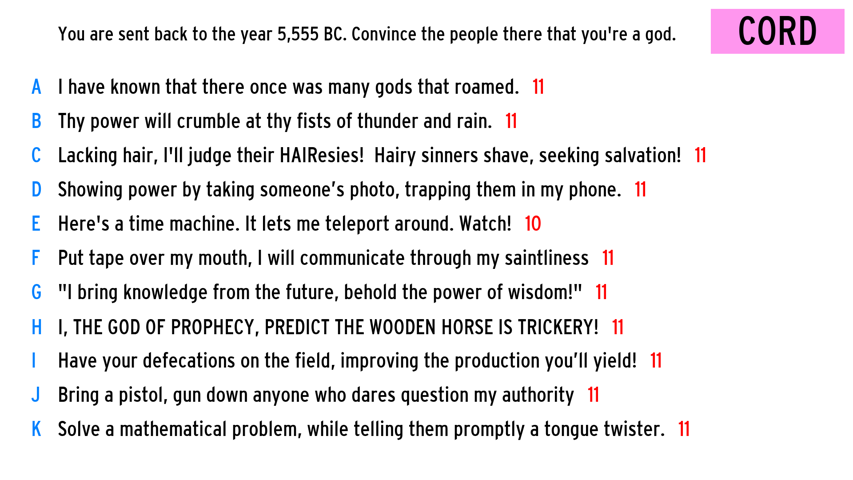 You are sent back to the year 5,555 BC. Convince the people there that you're a god.
CORD
A I have known that there once was many gods that roamed. 11
B Thy power will crumble at thy fists of thunder and rain. 11
C Lacking hair, I'll judge their HAIResies! Hairy sinners shave, seeking salvation! 11
D Showing power by taking someone's photo, trapping them in my phone. 11
E Here's a time machine. It lets me teleport around. Watch! 10
F Put tape over my mouth, I will communicate through my saintliness 11
G "I bring knowledge from the future, behold the power of wisdom!" 11
H I, THE GOD OF PROPHECY, PREDICT THE WOODEN HORSE IS TRICKERY! 11
I Have your defecations on the field, improving the production you'll yield! 11
J Bring a pistol, gun down anyone who dares question my authority 11
K Solve a mathematical problem, while telling them promptly a tongue twister. 11